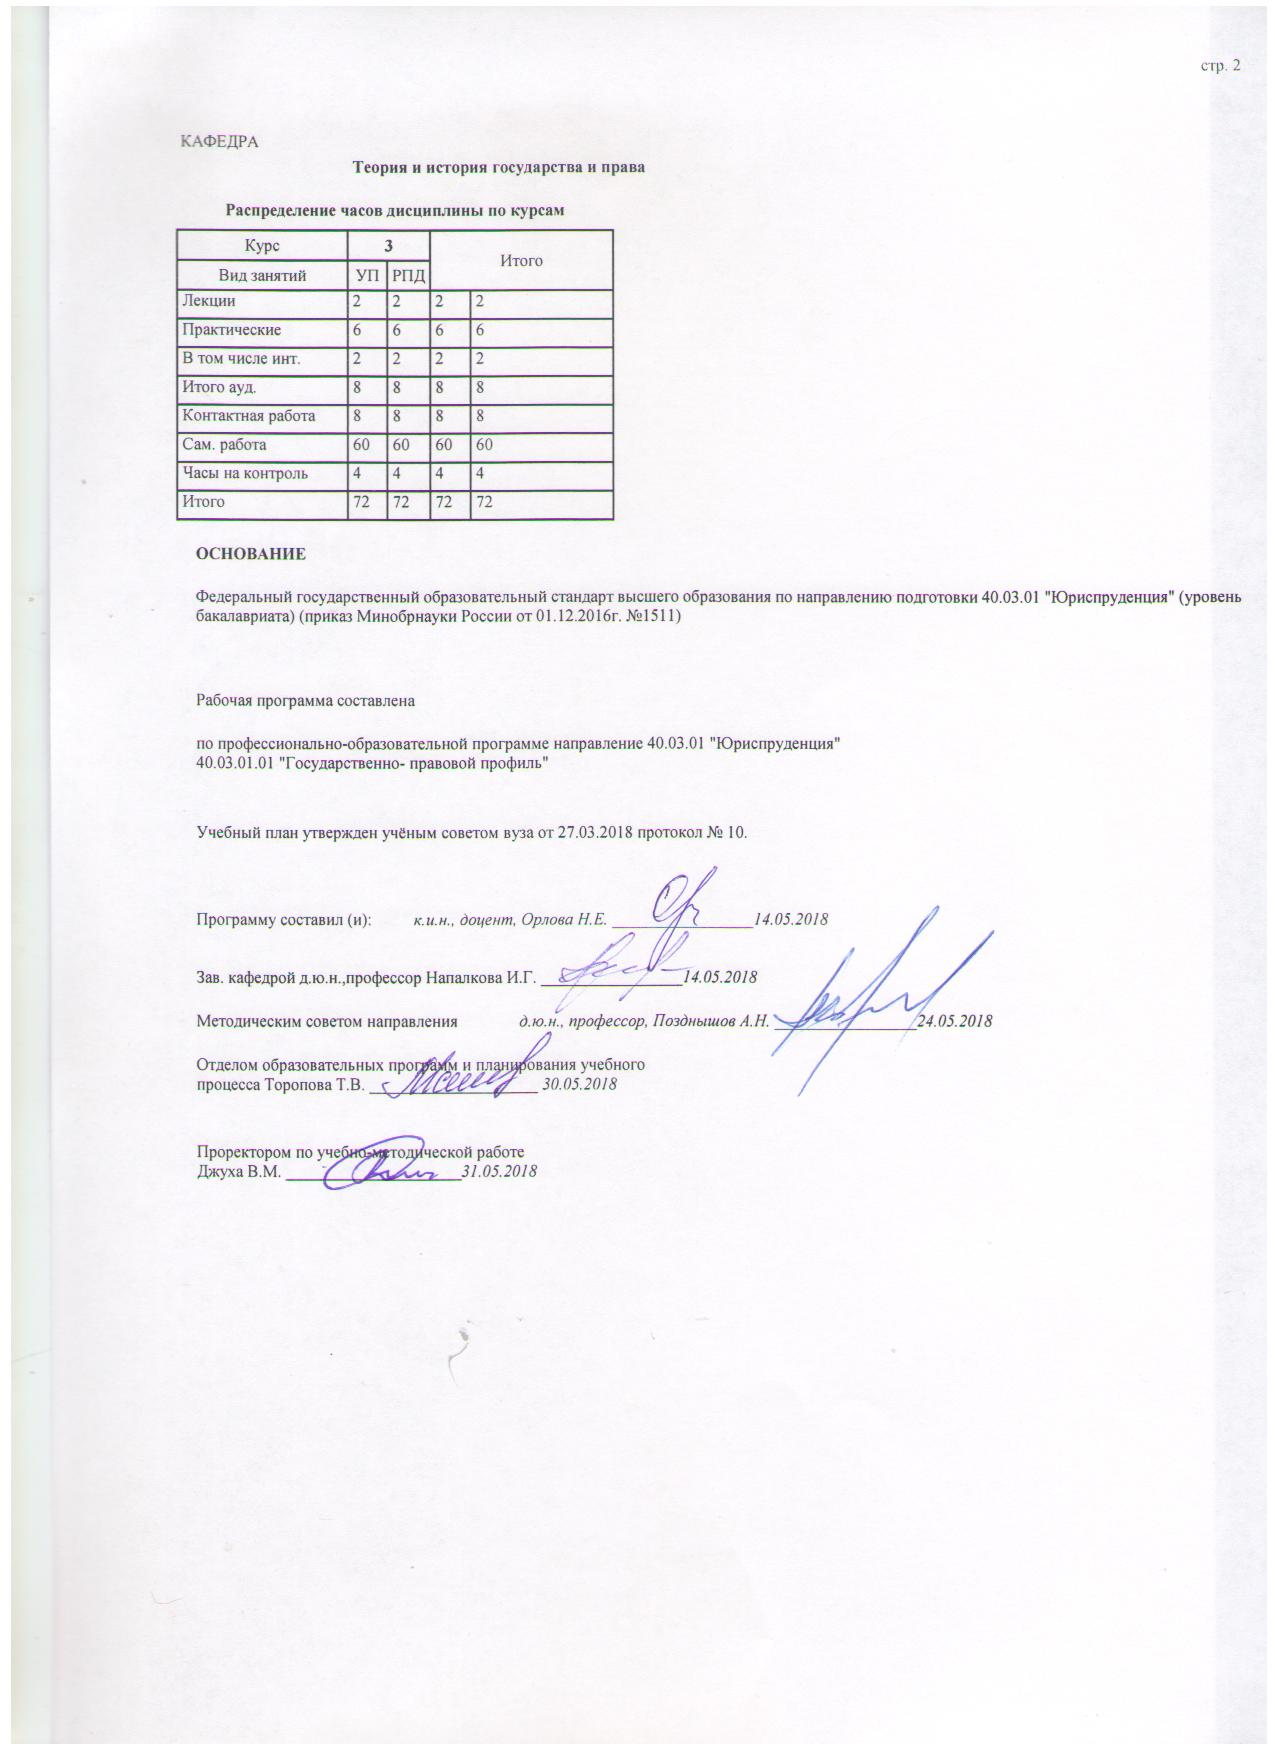 стр. 2
КАФЕДРА
Теория и история государства и права
Распределение часов дисциплины по курсам
Курс 3 Итого
Вид занятий УП РПД
Лекции 2 2 2 2
Практические 6 6 6 6
В том числе инт. 2 2 2 2
Итого ауд. 8 8 8 8
Контактная работа 8 8 8 8
Сам. работа 60 60 60 60
Часы на контроль 4 4 4 4
Итого 72 72 72 72
ОСНОВАНИЕ
Федеральный государственный образовательный стандарт высшего образования по направлению подготовки 40.03.01 "Юриспруденция" (уровень
бакалавриата) (приказ Минобрнауки России от 01.12.2016г. №1511)
Рабочая программа составлена
по профессионально-образовательной программе направление 40.03.01 "Юриспруденция"
40.03.01.01 "Государственно- правовой профиль"
Учебный план утвержден учёным советом вуза от 27.03.2018 протокол № 10.
Программу составил (и): к.и.н., доцент, Орлова Н.Е. ________________14.05.2018
Зав. кафедрой д.ю.н.,профессор Напалкова И.Г. ________________14.05.2018
Методическим советом направления д.ю.н., профессор, Позднышов А.Н. ________________24.05.2018
Отделом образовательных программ и планирования учебного
процесса Торопова Т.В. ___________________ 30.05.2018
Проректором по учебно-методической работе
Джуха В.М. ____________________31.05.2018